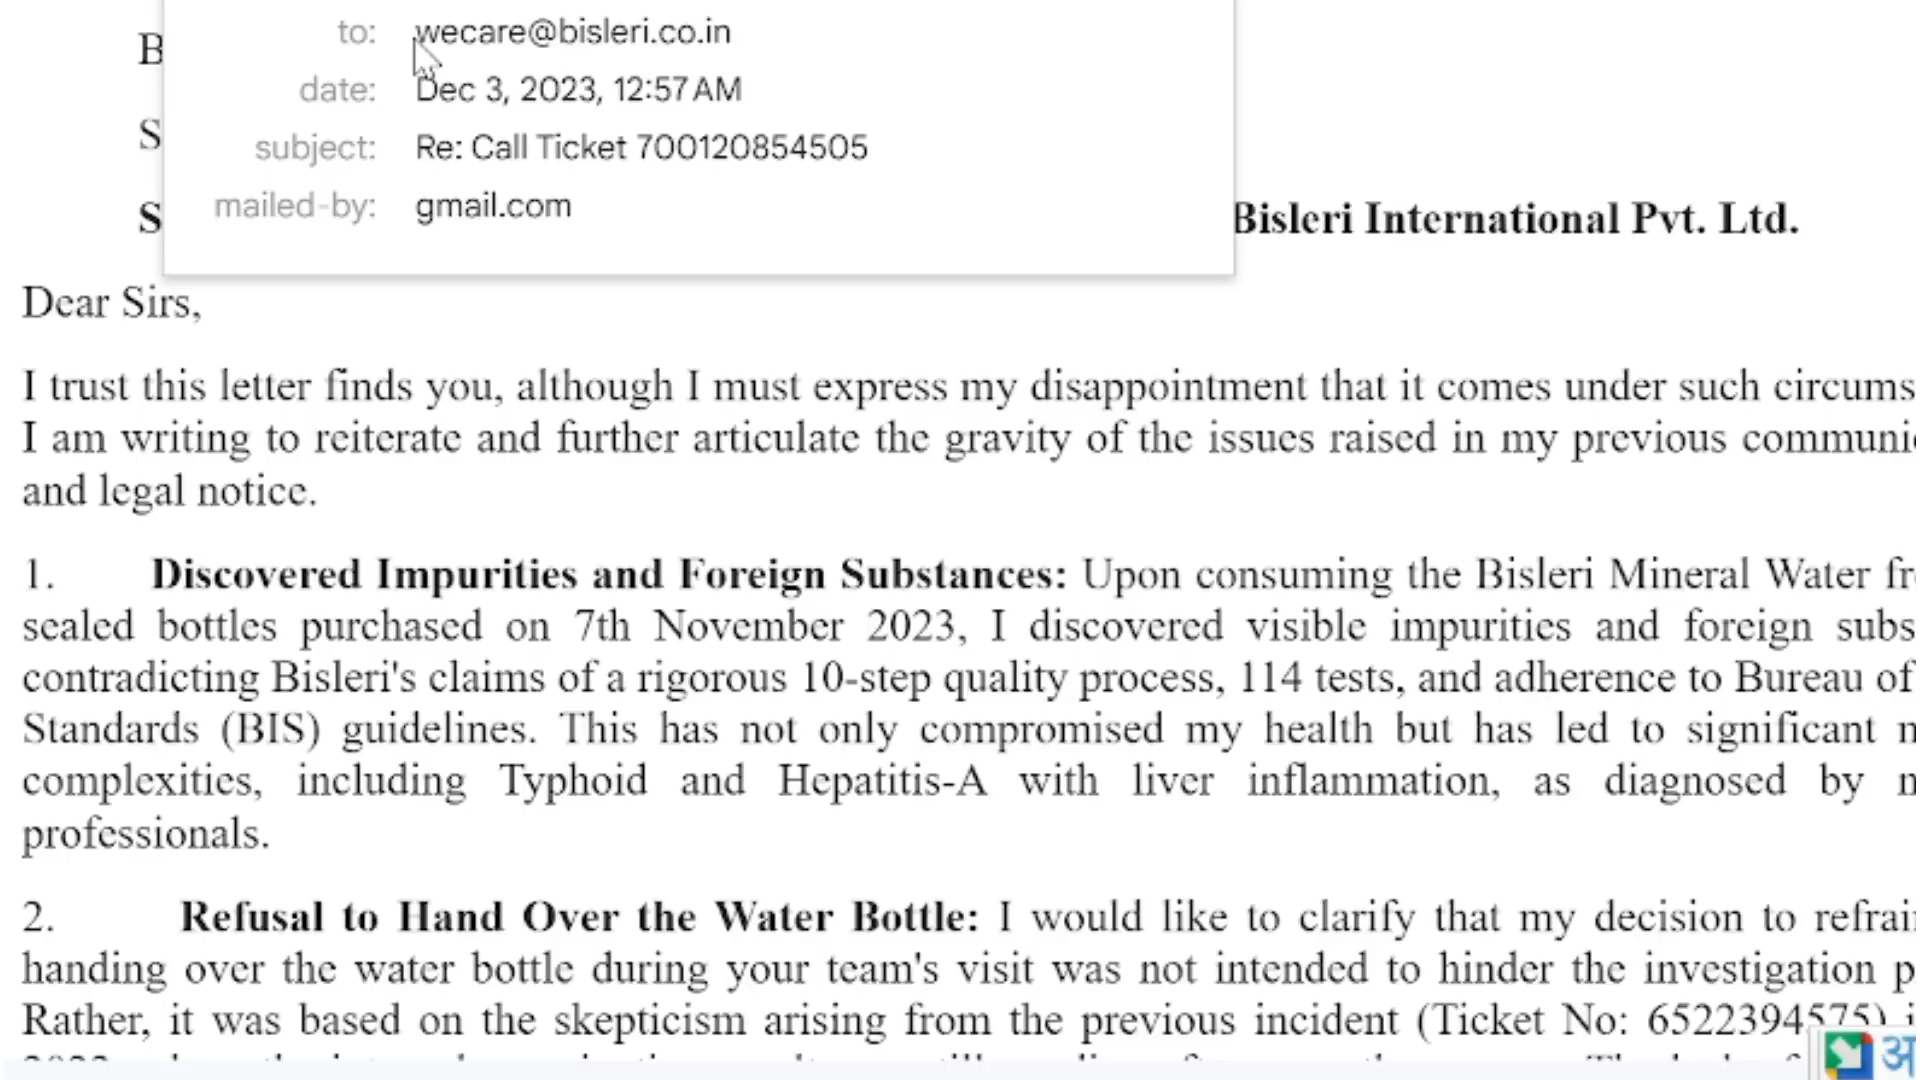 to: wecare@bisleri.co.in
B
date: Dec 3, 2023, 12:57 AM
S
subject: Re: Call Ticket 700120854505
mailed-by: gmail.com
S Bisleri International Pvt. Ltd.
Dear Sirs,
I trust this letter finds you, although I must express my disappointment that it comes under such circums
I am writing to reiterate and further articulate the gravity of the issues raised in my previous communi
and legal notice.
1. Discovered Impurities and Foreign Substances: Upon consuming the Bisleri Mineral Water fr
sealed bottles purchased on 7th November 2023, I discovered visible impurities and foreign subs
contradicting Bisleri's claims of a rigorous 10-step quality process, 114 tests, and adherence to Bureau of
Standards (BIS) guidelines. This has not only compromised my health but has led to significant
complexities, including Typhoid and Hepatitis-A with liver inflammation, as diagnosed by
professionals.
2. Refusal to Hand Over the Water Bottle: I would like to clarify that my decision to refrai
handing over the water bottle during your team's visit was not intended to hinder the investigation p
Rather, it was based on the skepticism arising from the previous incident (Ticket No: 6522394575) i
अ